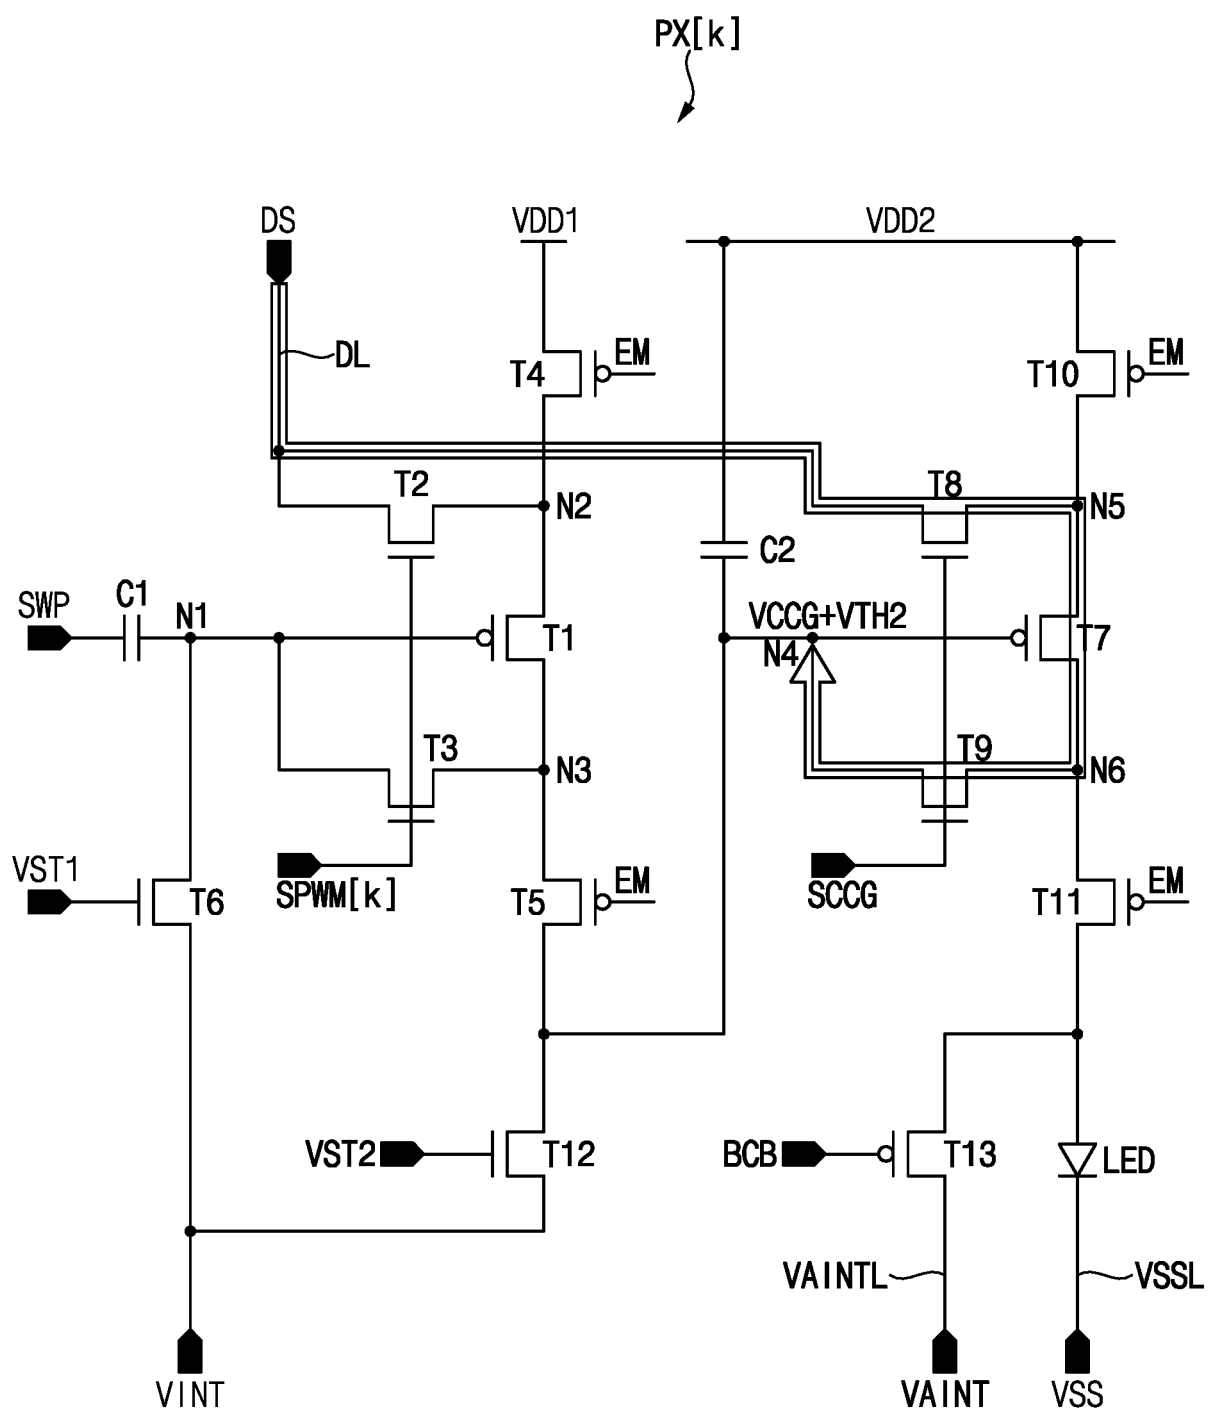 PX[k]
DS
VDD1
VDD2
DL
T4
EM
T10
EM
T2
N2
T8
N5
C2
SWP
C1
N1
T1
VCCG+VTH2
N4
T7
T3
N3
T9
N6
VST1
T6
SPWM[k]
T5
EM
SCCG
T11
EM
VST2
T12
BCB
T13
LED
VAINTL
VSSL
VINT
VAINT
VSS